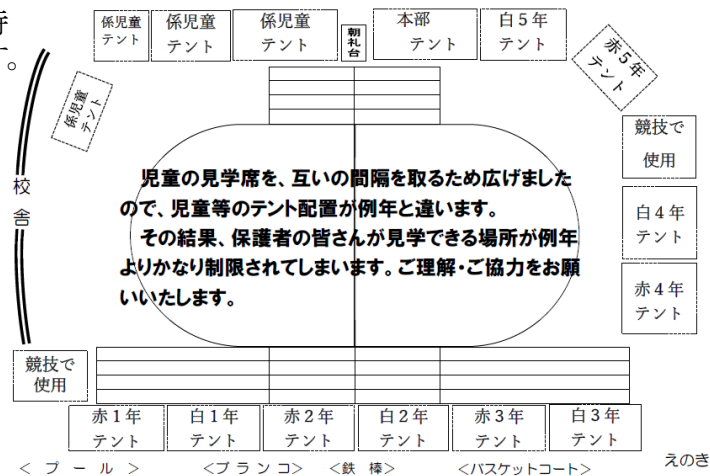 係児童
テント
係児童
テント
係児童
テント
朝礼台
本部
テント
白5年
テント
赤5年
テント
す。
係児童
テント
校舎
競技で
使用
白4年
テント
赤4年
テント
児童の見学席を、互いの間隔を取るため広げました
ので、児童等のテント配置が例年と違います。
その結果、保護者の皆さんが見学できる場所が例年
よりかなり制限されてしまいます。ご理解・ご協力をお願
いいたします。
競技で
使用
赤1年
テント
白1年
テント
赤2年
テント
白2年
テント
赤3年
テント
白3年
テント
＜ プ ー ル ＞
＜ブ ラ ン コ＞
＜鉄 棒＞
＜バスケットコート＞
えのき